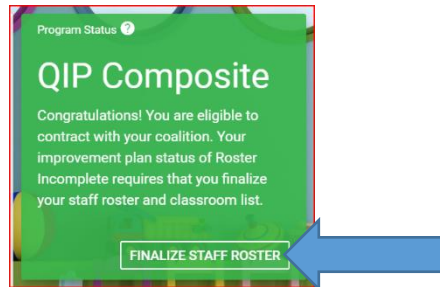 Program Status ?
QIP Composite
Congratulations! You are eligible to
contract with your coalition. Your
improvement plan status of Roster
Incomplete requires that you finalize
your staff roster and classroom list.
FINALIZE STAFF ROSTER